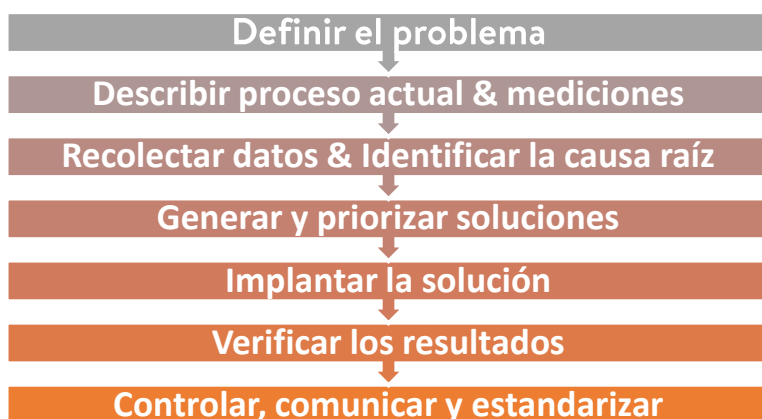 Definir el problema
Describir proceso actual & mediciones
Recolectar datos & Identificar la causa raíz
Generar y priorizar soluciones
Implantar la solución
Verificar los resultados
Controlar, comunicar y estandarizar